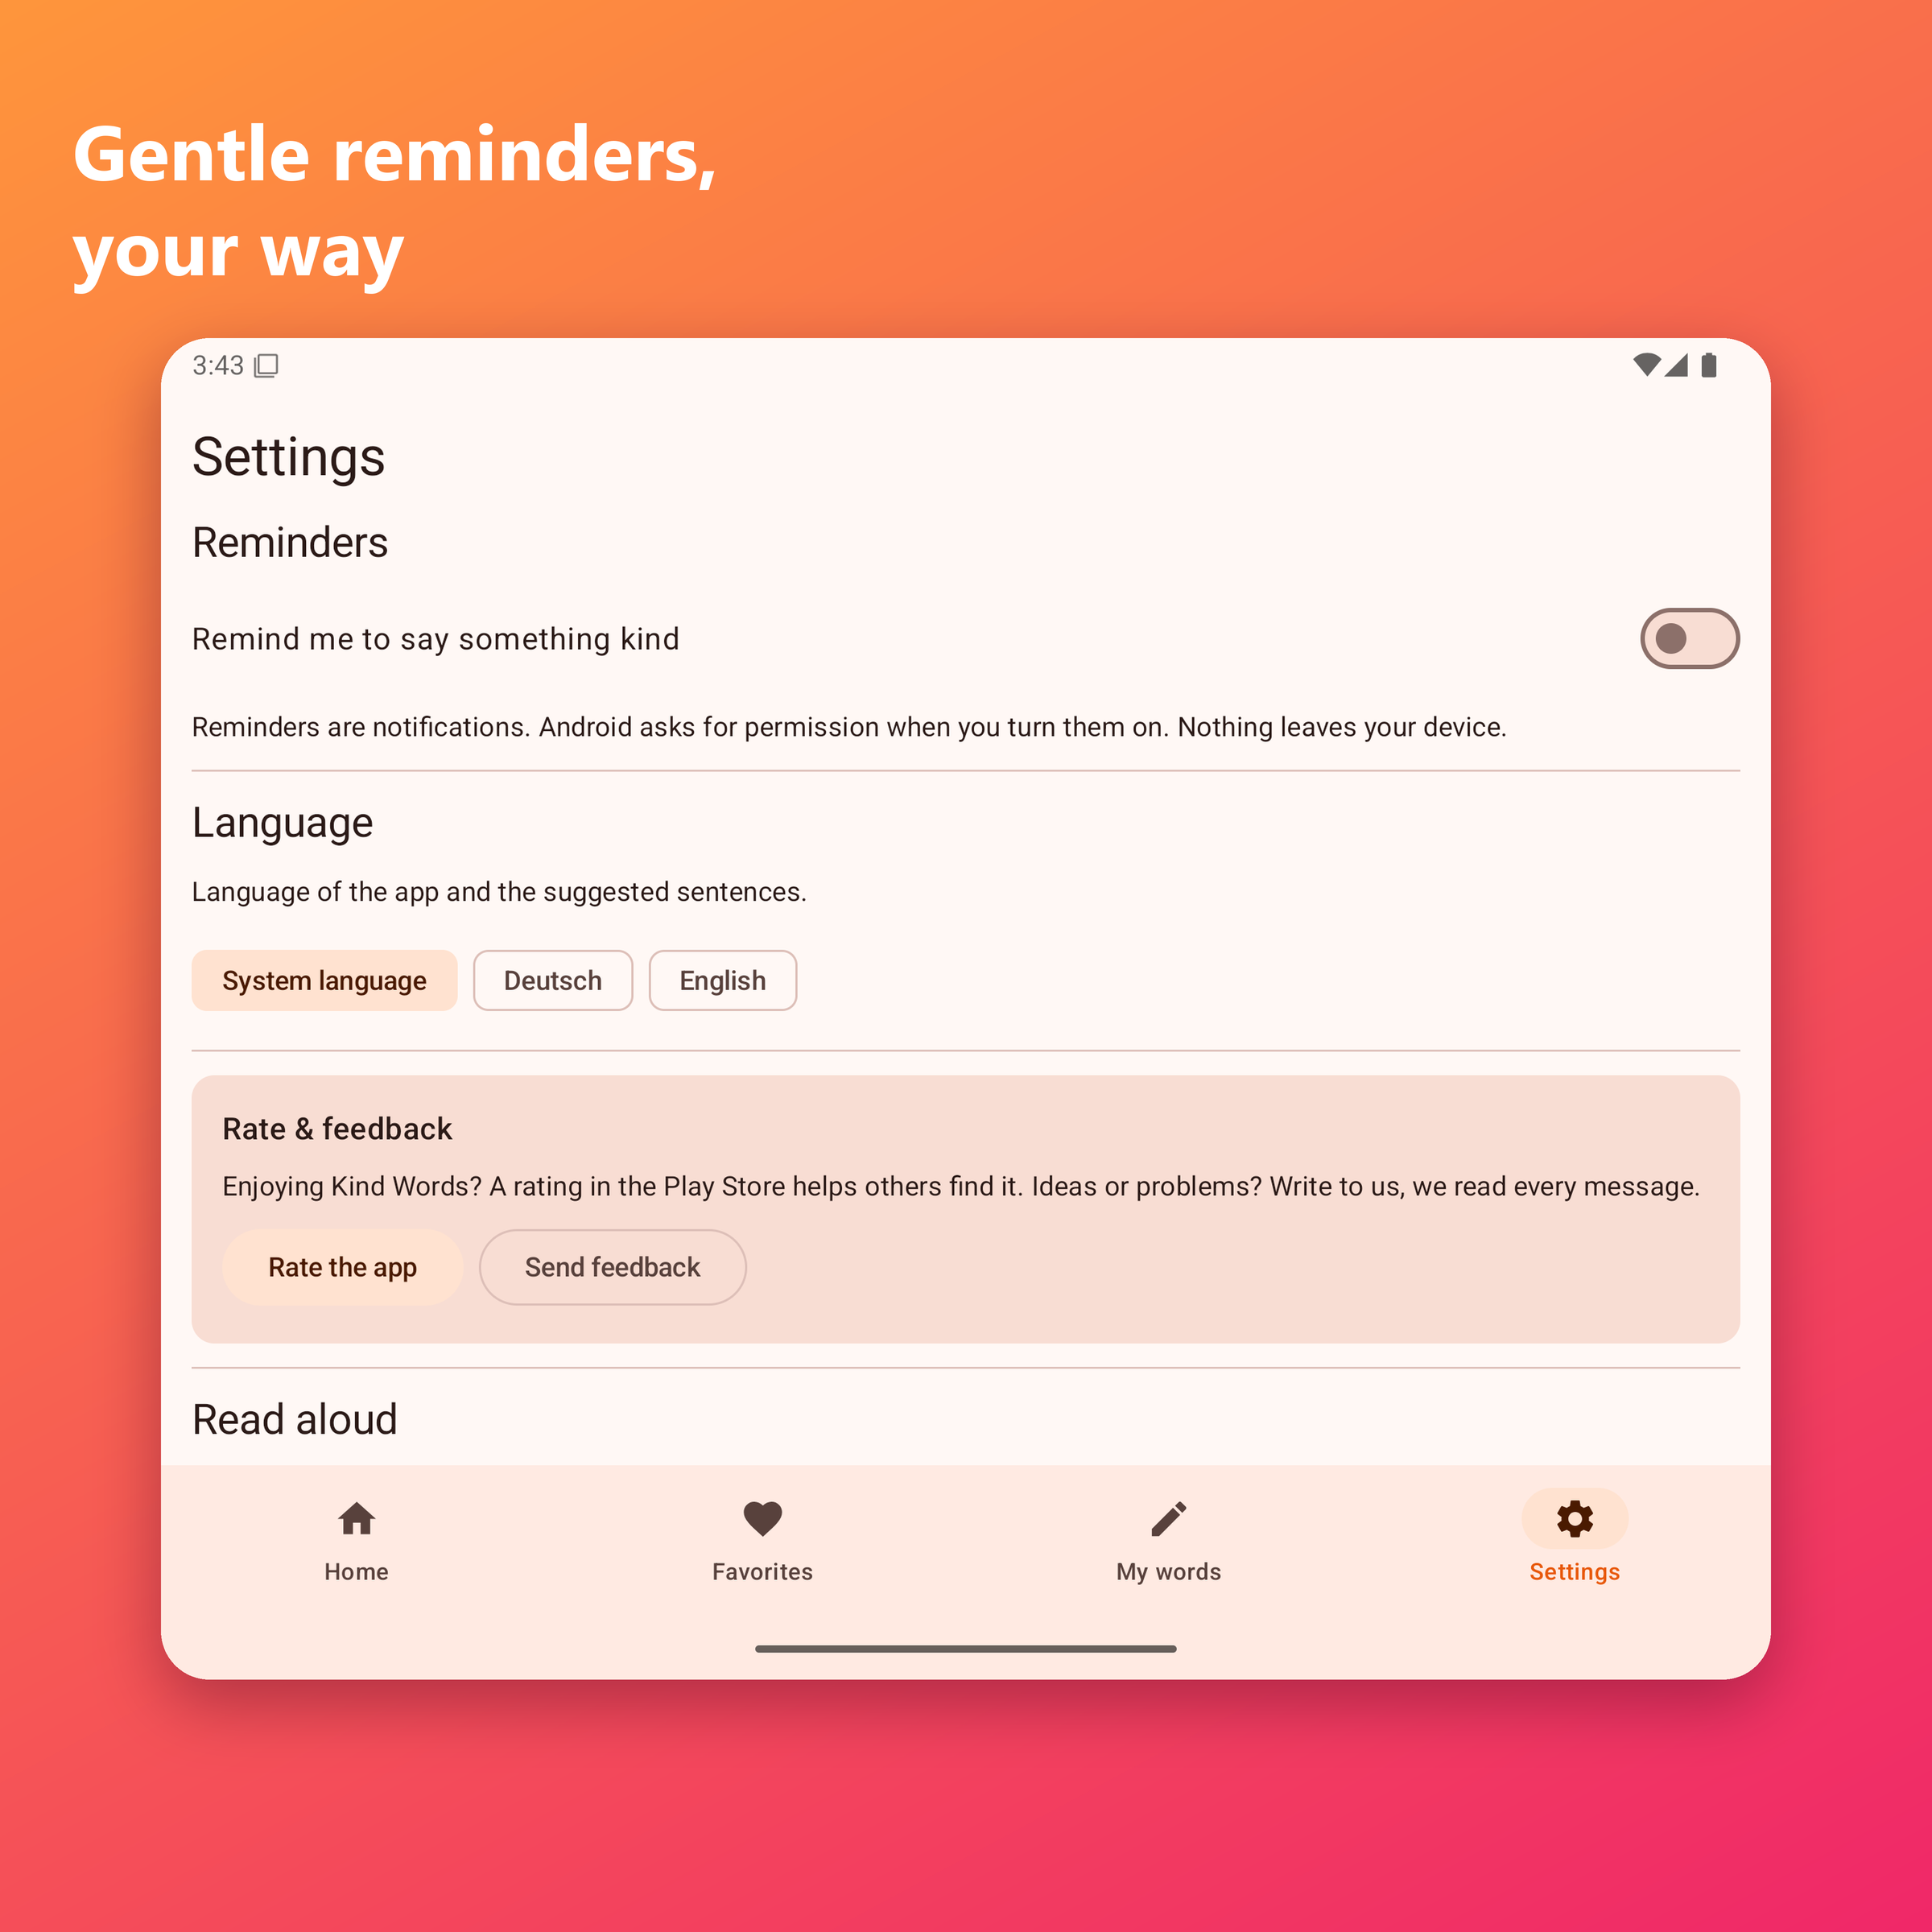 Gentle reminders,
your way
3:43
Settings
Reminders
Remind me to say something kind
Reminders are notifications. Android asks for permission when you turn them on. Nothing leaves your device.
Language
Language of the app and the suggested sentences.
System language Deutsch English
Rate & feedback
Enjoying Kind Words? A rating in the Play Store helps others find it. Ideas or problems? Write to us, we read every message.
Rate the app Send feedback
Read aloud
Home Favorites My words Settings